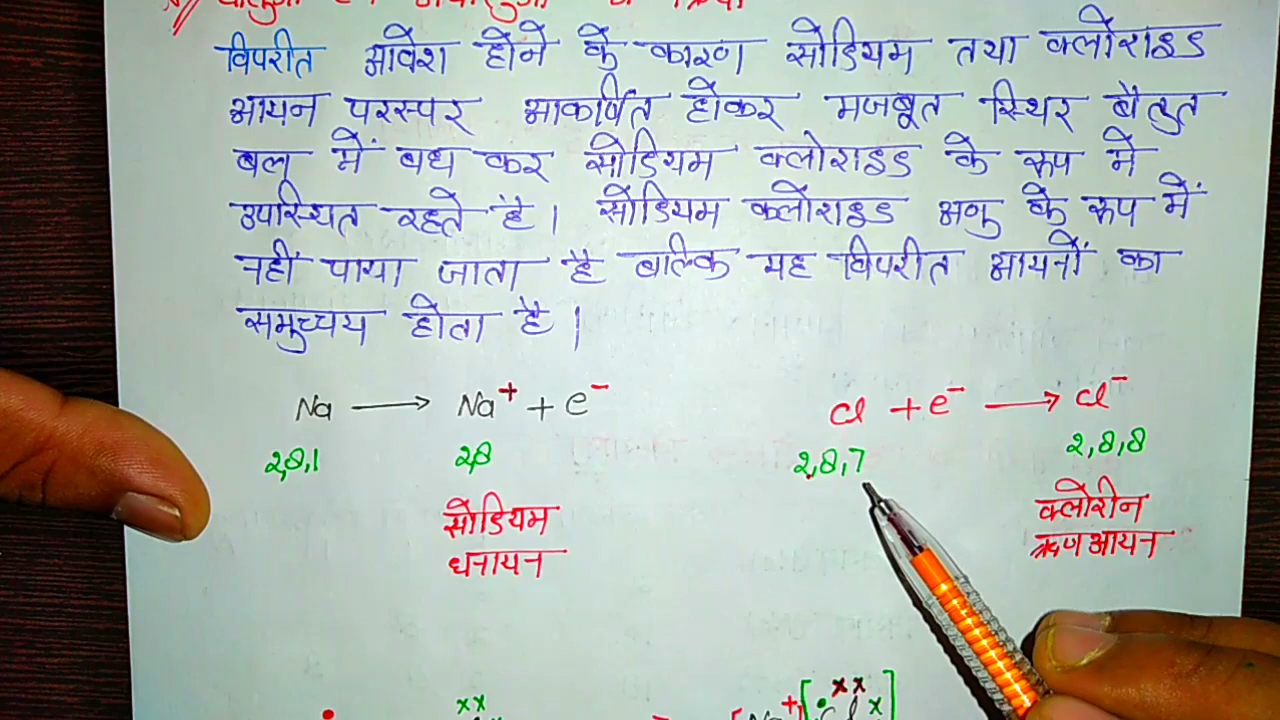 विपरीत आवेश होने के कारण सोडियम तथा क्लोराइड
आयन परस्पर आकर्षित होकर मजबूत स्थिर बैतुत
बल में बध कर सोडियम क्लोराइड के रूप मे
उपस्थित रहते है। सोडियम क्लोराइड अणु के रूप में
नहीं पाया जाता है बल्कि यह विपरीत आयनों का
समुच्चय होता है।
Na ⟶ Na⁺ + e⁻ Cl + e⁻ ⟶ Cl⁻
2,8,1 2,8 2,8,7 2,8,8
सोडियम क्लोरीन
धनायन ऋणआयन